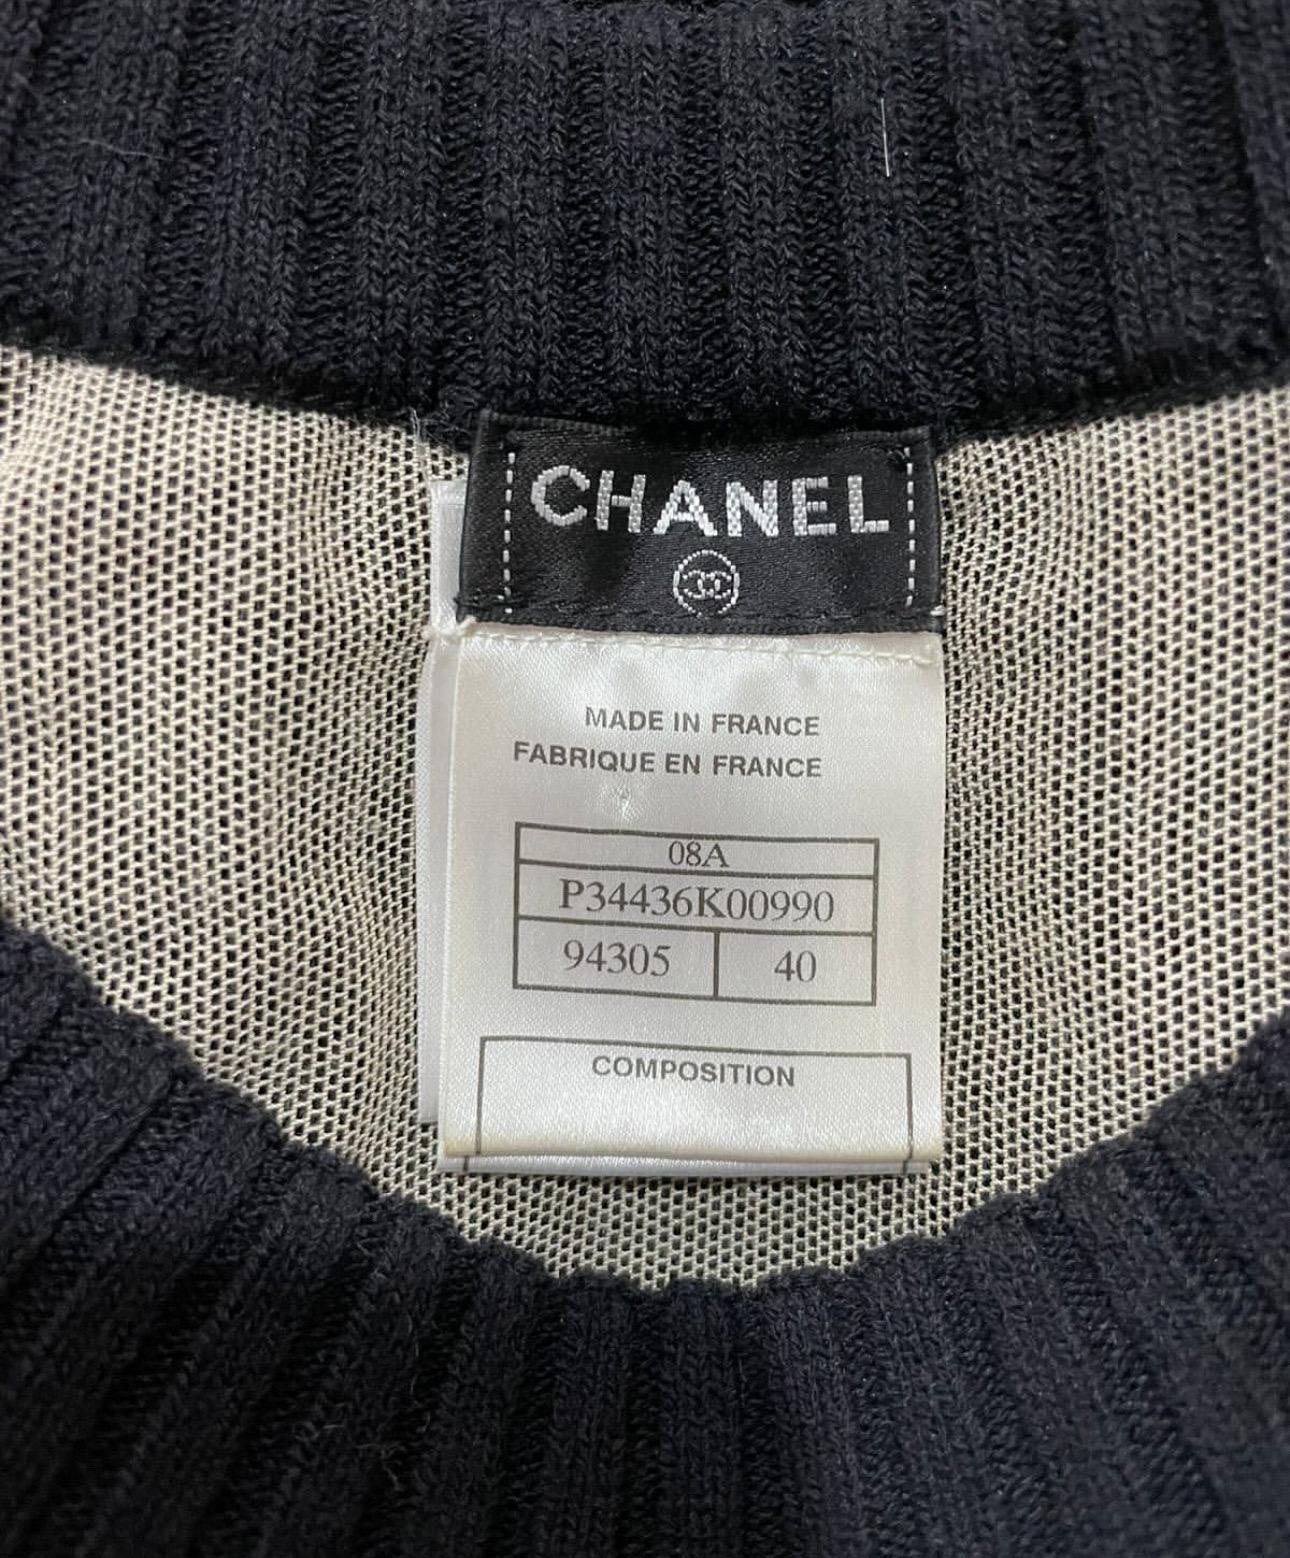 CHANEL
MADE IN FRANCE
FABRIQUE EN FRANCE
08A
P34436K00990
94305 40
COMPOSITION